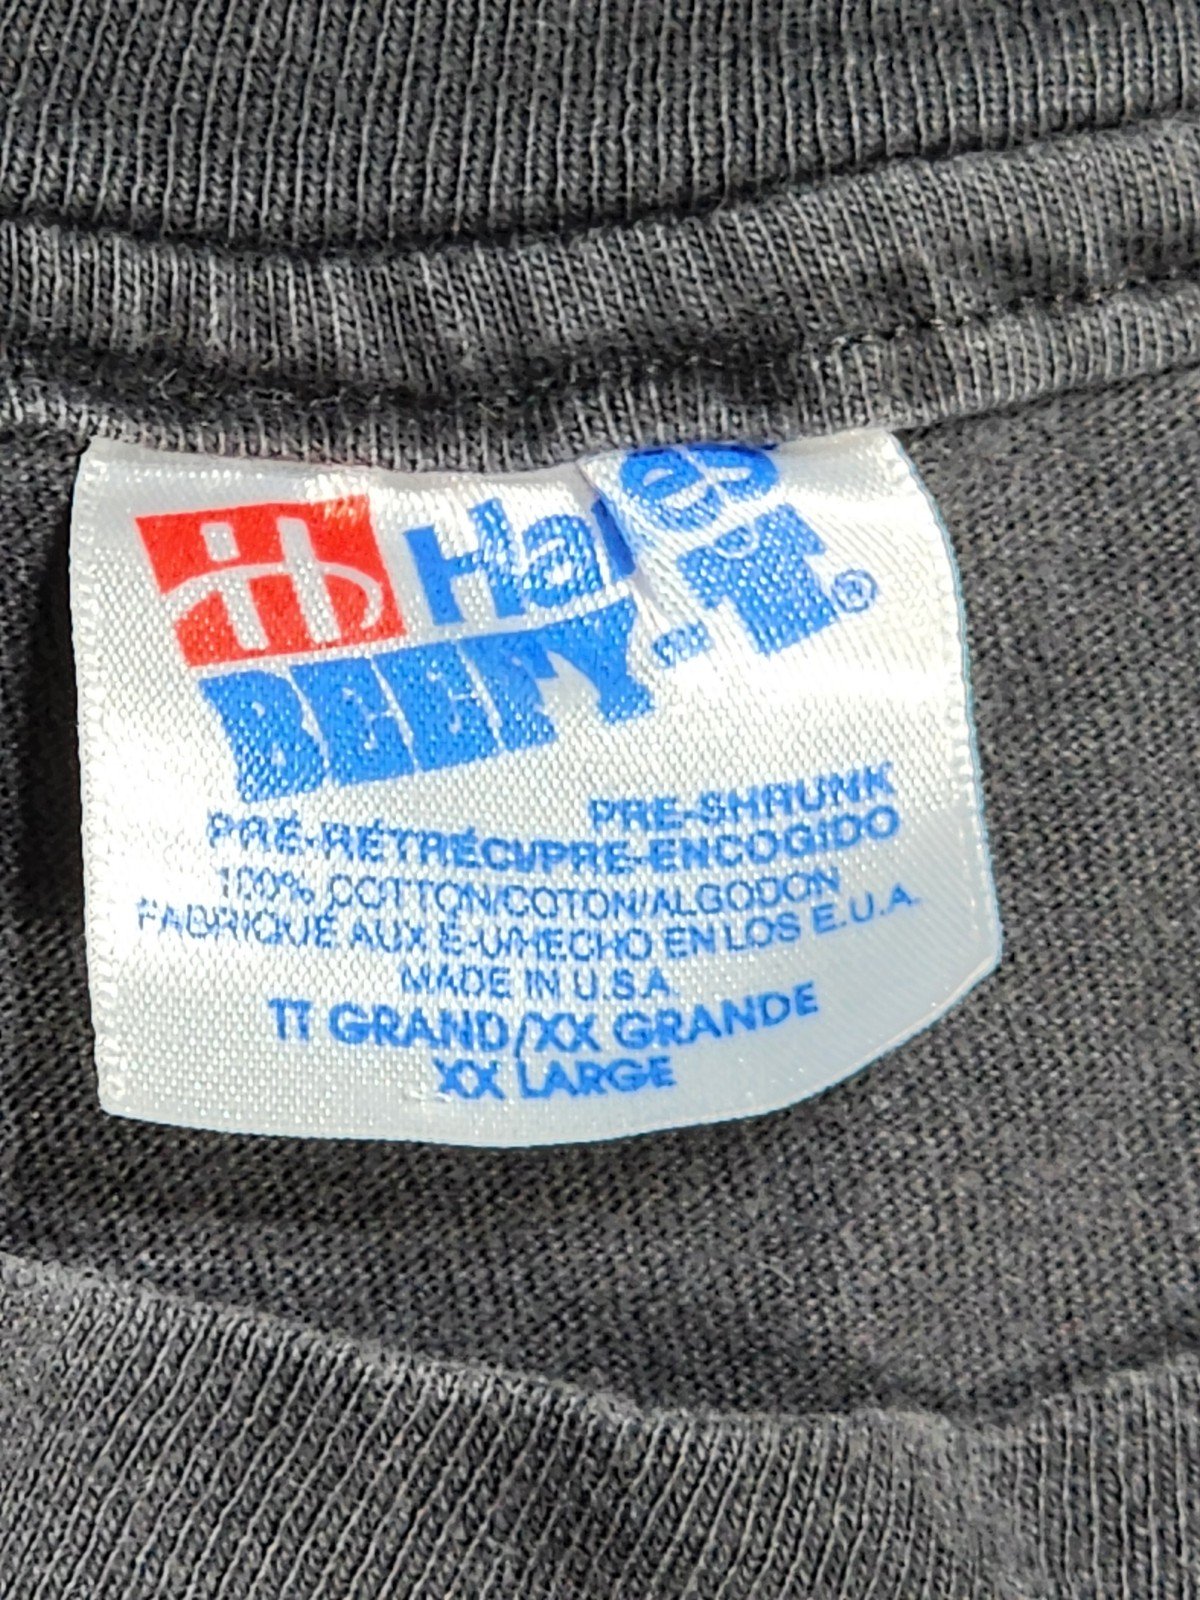 Hanes
BEEFY-T®
PRE-SHRUNK
PRÉ-RÉTRÉCI/PRE-ENCOGIDO
100% COTTON/COTON/ALGODON
FABRIQUÉ AUX É-U/HECHO EN LOS E.U.A.
MADE IN U.S.A.
TT GRAND/XX GRANDE
XX LARGE